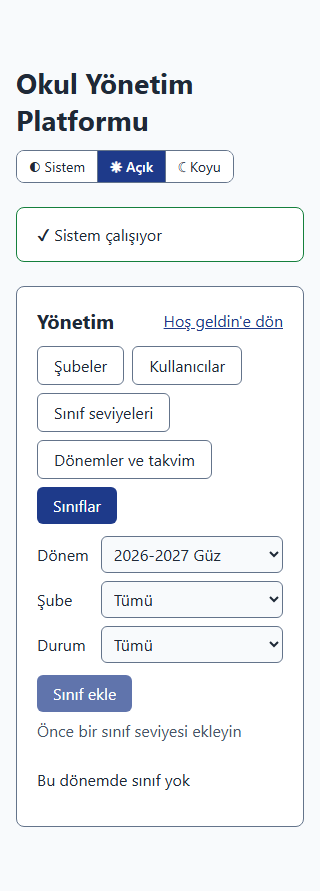 Okul Yönetim
Platformu
Sistem Açık Koyu
✓ Sistem çalışıyor
Yönetim Hoş geldin'e dön
Şubeler Kullanıcılar
Sınıf seviyeleri
Dönemler ve takvim
Sınıflar
Dönem 2026-2027 Güz
Şube Tümü
Durum Tümü
Sınıf ekle
Önce bir sınıf seviyesi ekleyin
Bu dönemde sınıf yok